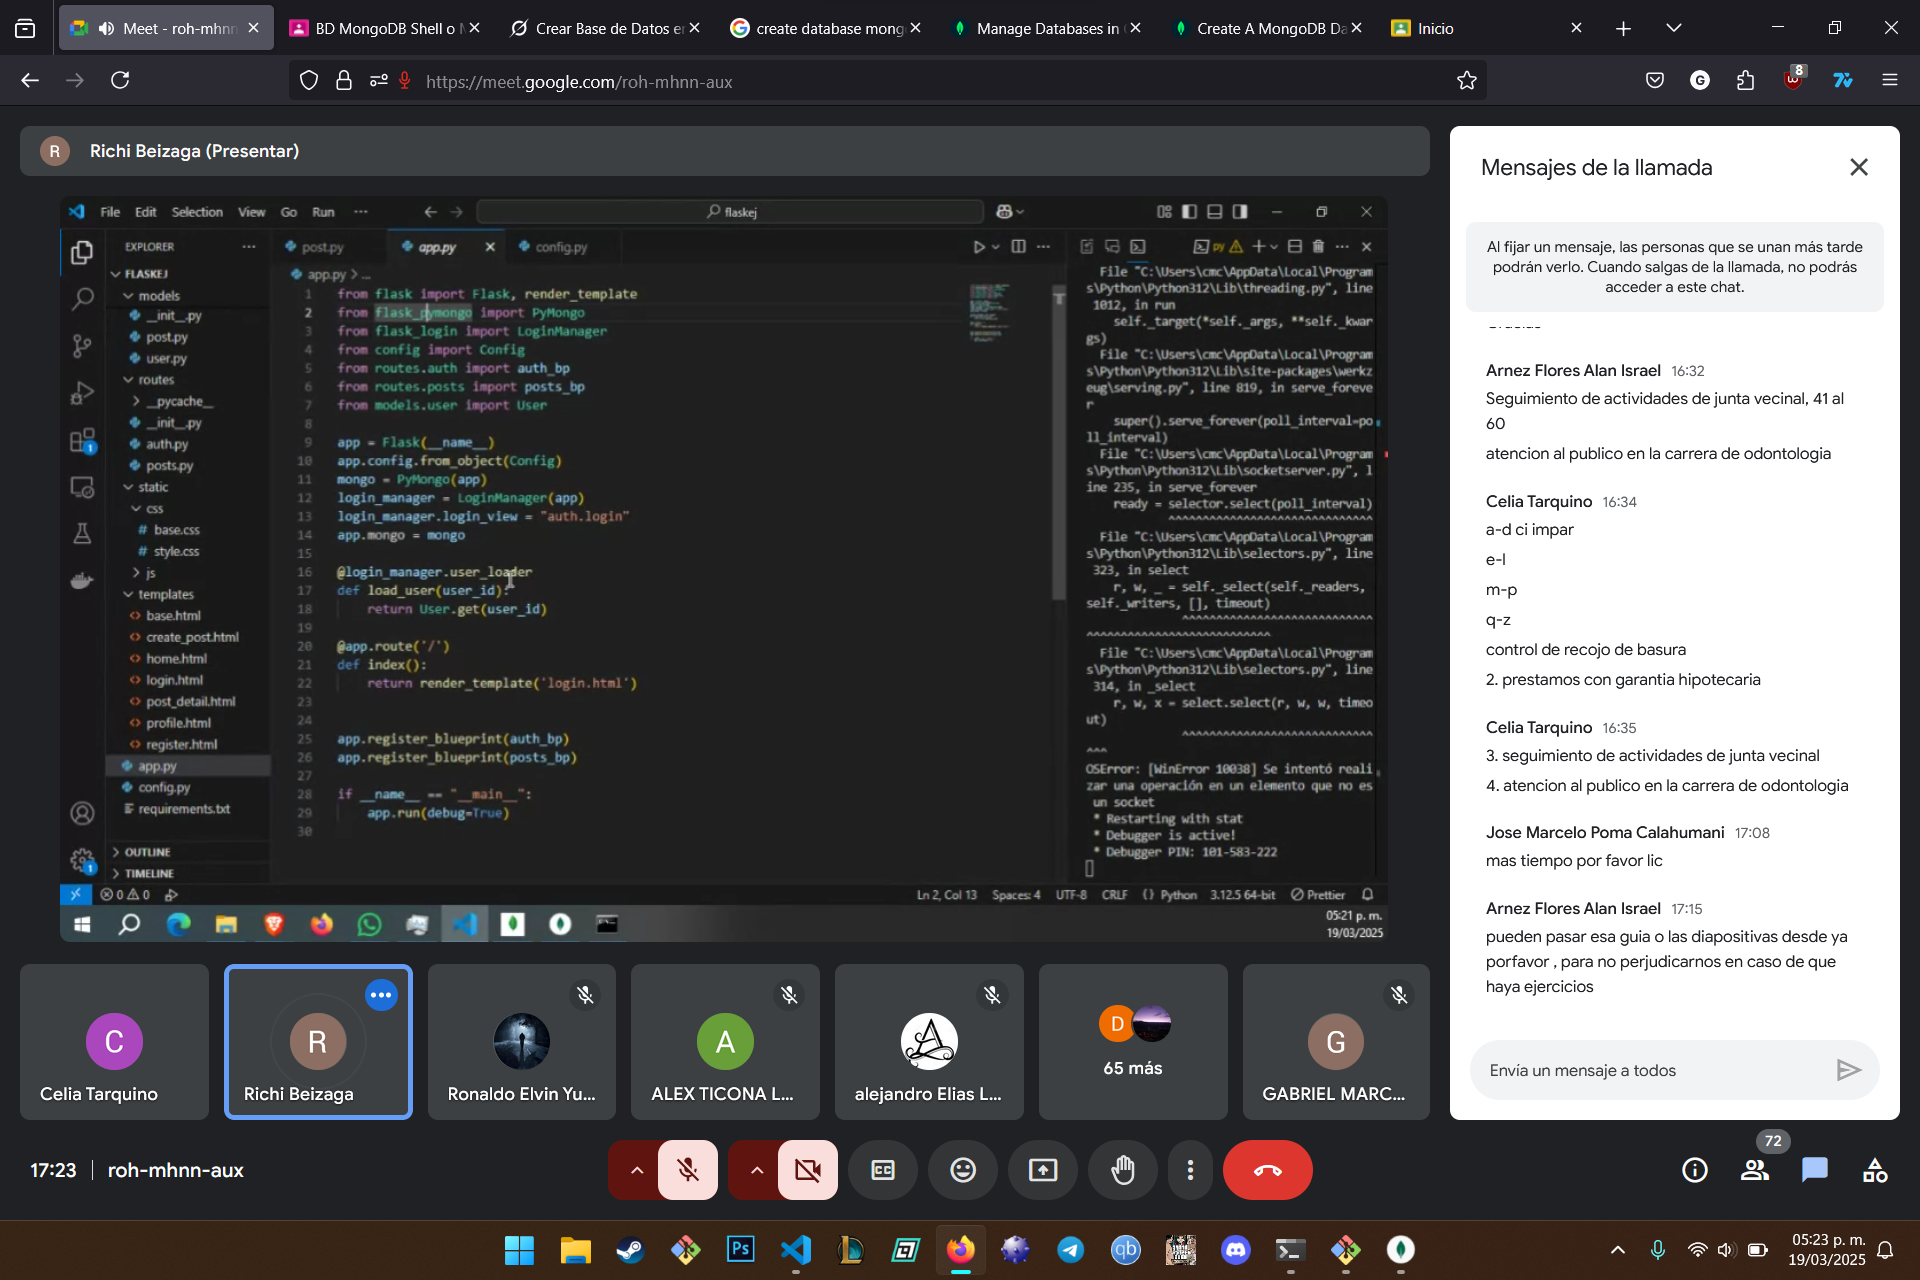 Meet - roh-mhnn
BD MongoDB Shell o M
Crear Base de Datos en
create database mong
Manage Databases in
Create A MongoDB Da
Inicio
https://meet.google.com/roh-mhnn-aux
8
R
Richi Beizaga (Presentar)
File Edit Selection View Go Run ...
flaskej
EXPLORER
FLASKEJ
models
__init__.py
post.py
user.py
routes
__pycache__
__init__.py
auth.py
posts.py
static
css
# base.css
# style.css
js
templates
<> base.html
<> create_post.html
<> home.html
<> login.html
<> post_detail.html
<> profile.html
<> register.html
app.py
config.py
requirements.txt
OUTLINE
TIMELINE
post.py
app.py
config.py
app.py > ...
1 from flask import Flask, render_template
2 from flask_pymongo import PyMongo
3 from flask_login import LoginManager
4 from config import Config
5 from routes.auth import auth_bp
6 from routes.posts import posts_bp
7 from models.user import User
8
9 app = Flask(__name__)
10 app.config.from_object(Config)
11 mongo = PyMongo(app)
12 login_manager = LoginManager(app)
13 login_manager.login_view = "auth.login"
14 app.mongo = mongo
15
16 @login_manager.user_loader
17 def load_user(user_id):
18 return User.get(user_id)
19
20 @app.route('/')
21 def index():
22 return render_template('login.html')
23
24
25 app.register_blueprint(auth_bp)
26 app.register_blueprint(posts_bp)
27
28 if __name__ == "__main__":
29 app.run(debug=True)
30
py
File "C:\Users\cmc\AppData\Local\Program
s\Python\Python312\Lib\threading.py", line
1012, in run
self._target(*self._args, **self._kwar
gs)
File "C:\Users\cmc\AppData\Local\Program
s\Python\Python312\Lib\site-packages\werkz
eug\serving.py", line 819, in serve_foreve
r
super().serve_forever(poll_interval=po
ll_interval)
File "C:\Users\cmc\AppData\Local\Program
s\Python\Python312\Lib\socketserver.py", l
ine 235, in serve_forever
ready = selector.select(poll_interval)
^^^^^^^^^^^^^^^^^^^^^^^^^^^^^^
File "C:\Users\cmc\AppData\Local\Program
s\Python\Python312\Lib\selectors.py", line
323, in select
r, w, _ = self._select(self._readers,
self._writers, [], timeout)
^^^^^^^^^^^^^^^^^^^^^^^^^^^^
^^^^^^^^^^^^^^^^^^^^^^^^^^^
File "C:\Users\cmc\AppData\Local\Program
s\Python\Python312\Lib\selectors.py", line
314, in _select
r, w, x = select.select(r, w, w, timeo
ut)
^^^^^^^^^^^^^^^^^^^^^^^^^^^^
^^^
OSError: [WinError 10038] Se intentó reali
zar una operación en un elemento que no es
un socket
* Restarting with stat
* Debugger is active!
* Debugger PIN: 101-583-222
0 0
Ln 2, Col 13 Spaces: 4 UTF-8 CRLF {} Python 3.12.5 64-bit Prettier
05:21 p. m.
19/03/2025
C
Celia Tarquino
R
Richi Beizaga
Ronaldo Elvin Yu...
A
ALEX TICONA L...
alejandro Elias L...
D
65 más
G
GABRIEL MARC...
17:23 | roh-mhnn-aux
72
Mensajes de la llamada
Al fijar un mensaje, las personas que se unan más tarde
podrán verlo. Cuando salgas de la llamada, no podrás
acceder a este chat.
Arnez Flores Alan Israel 16:32
Seguimiento de actividades de junta vecinal, 41 al
60
atencion al publico en la carrera de odontologia
Celia Tarquino 16:34
a-d ci impar
e-l
m-p
q-z
control de recojo de basura
2. prestamos con garantia hipotecaria
Celia Tarquino 16:35
3. seguimiento de actividades de junta vecinal
4. atencion al publico en la carrera de odontologia
Jose Marcelo Poma Calahumani 17:08
mas tiempo por favor lic
Arnez Flores Alan Israel 17:15
pueden pasar esa guia o las diapositivas desde ya
porfavor , para no perjudicarnos en caso de que
haya ejercicios
Envía un mensaje a todos
Ps
qb
05:23 p. m.
19/03/2025